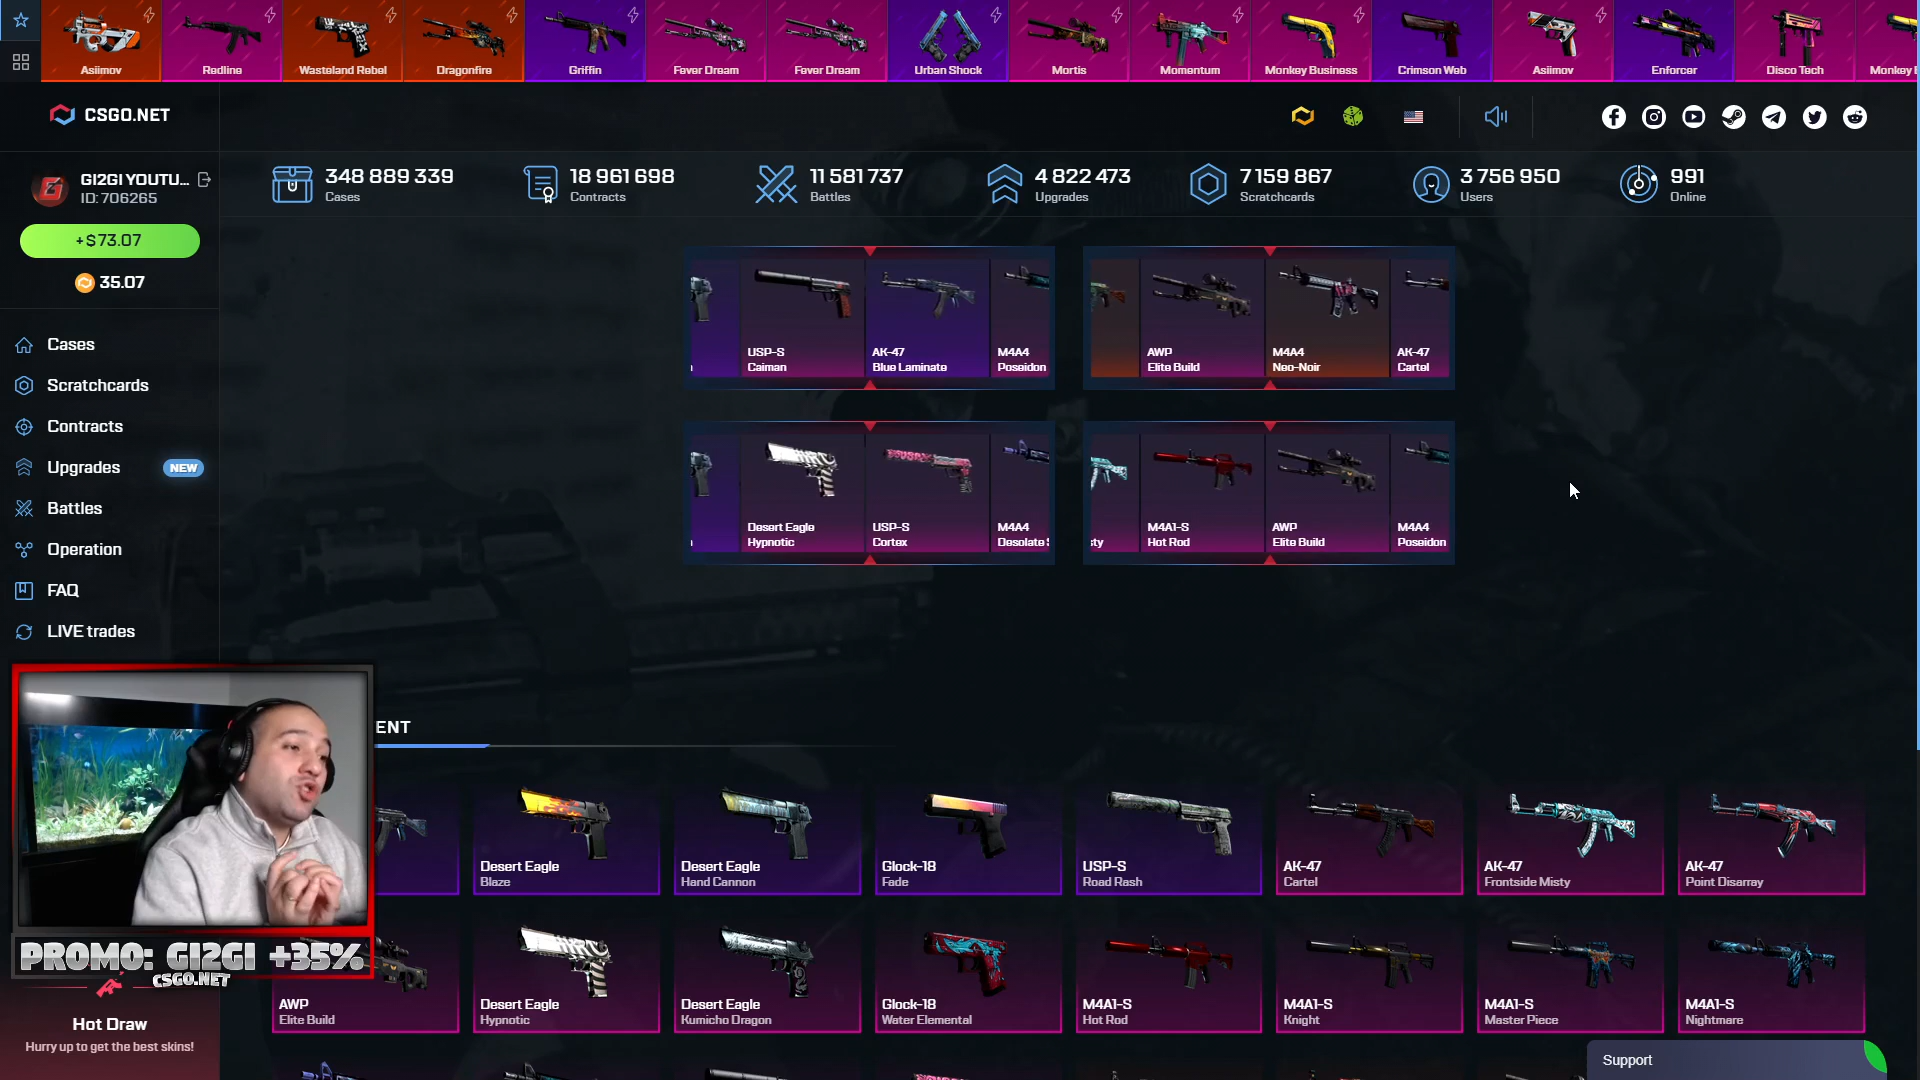 Asiimov
Redline
Wasteland Rebel
Dragonfire
Griffin
Fever Dream
Fever Dream
Urban Shock
Mortis
Momentum
Monkey Business
Crimson Web
Asiimov
Enforcer
Disco Tech
Monkey
CSGO.NET
GI2GI YOUTU...
ID: 706265
+$73.07
35.07
348 889 339
Cases
18 961 698
Contracts
11 581 737
Battles
4 822 473
Upgrades
7 159 867
Scratchcards
3 756 950
Users
991
Online
Cases
Scratchcards
Contracts
Upgrades
NEW
Battles
Operation
FAQ
LIVE trades
USP-S
Caiman
AK-47
Blue Laminate
M4A4
Poseidon
AWP
Elite Build
M4A4
Neo-Noir
AK-47
Cartel
Desert Eagle
Hypnotic
USP-S
Cortex
M4A4
Desolate
sty
M4A1-S
Hot Rod
AWP
Elite Build
M4A4
Poseidon
ENT
Desert Eagle
Blaze
Desert Eagle
Hand Cannon
Glock-18
Fade
USP-S
Road Rash
AK-47
Cartel
AK-47
Frontside Misty
AK-47
Point Disarray
PROMO: GI2GI +35%
CSGO.NET
AWP
Elite Build
Desert Eagle
Hypnotic
Desert Eagle
Kumicho Dragon
Glock-18
Water Elemental
M4A1-S
Hot Rod
M4A1-S
Knight
M4A1-S
Master Piece
M4A1-S
Nightmare
Hot Draw
Hurry up to get the best skins!
Support